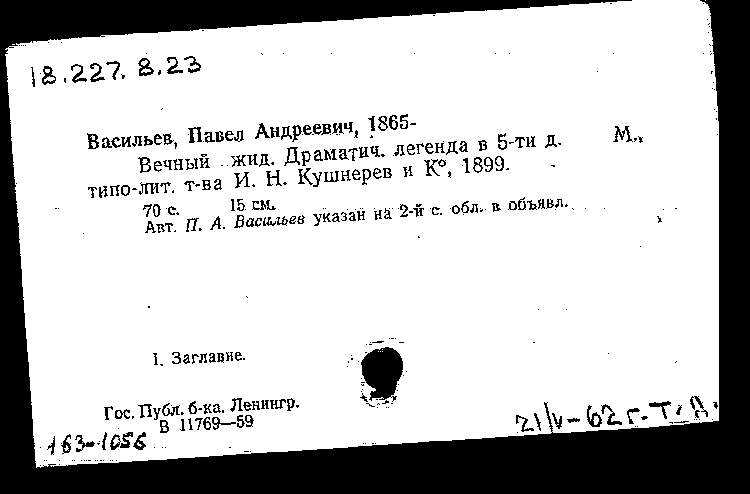 18.227.8.23
Васильев, Павел Андреевич, 1865-
Вечный жид. Драматич. легенда в 5-ти д. М.,
типо-лит. т-ва И. Н. Кушнерев и К°, 1899.
70 с. 15 см.
Авт. П. А. Васильев указан на 2-й с. обл. в объявл.
I. Заглавие.
Гос. Публ. б-ка. Ленингр.
В 11769—59
163-1056
21/V-62 г. Т. А.